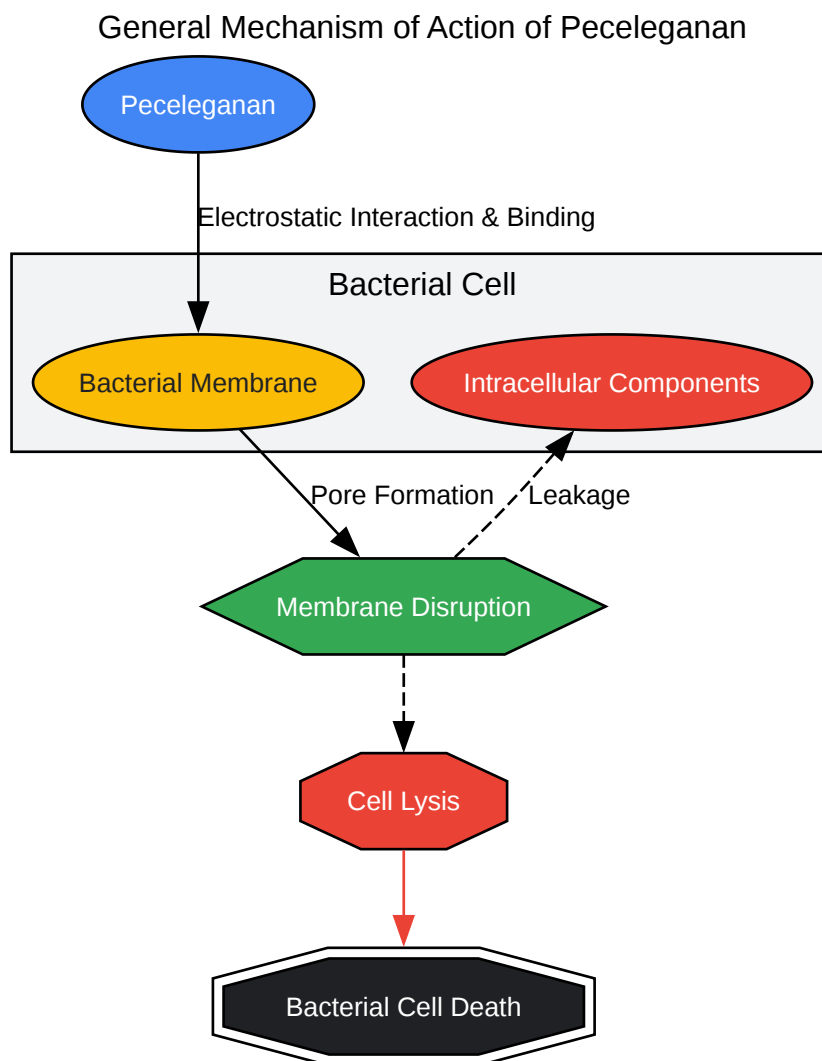 General Mechanism of Action of Peceleganan
Peceleganan
Electrostatic Interaction & Binding
Bacterial Cell
Bacterial Membrane
Intracellular Components
Pore Formation
Leakage
Membrane Disruption
Cell Lysis
Bacterial Cell Death